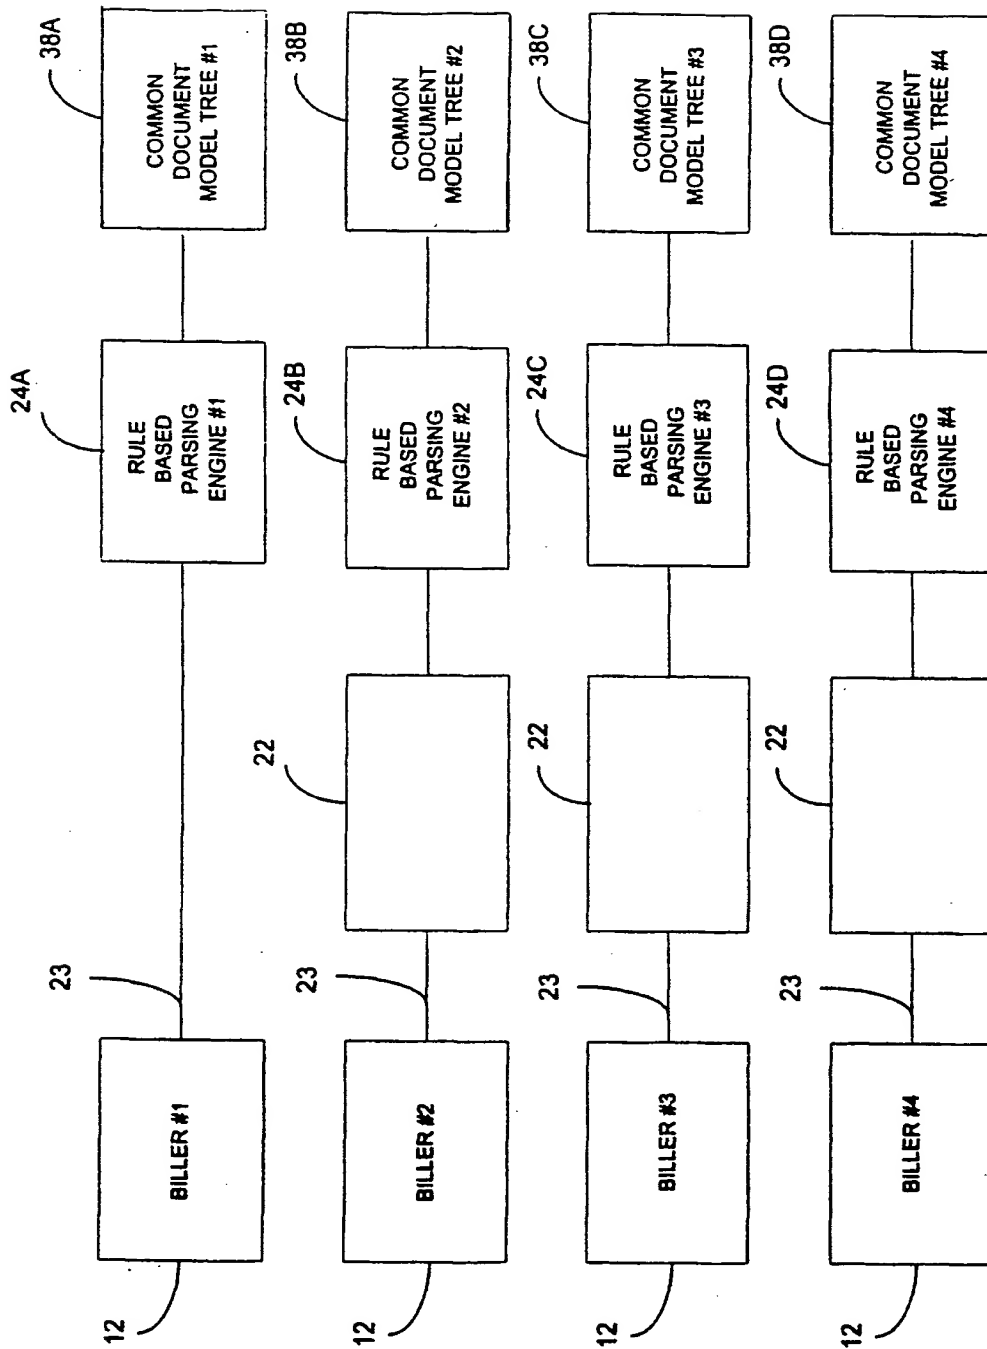 12
BILLER #1
23
24A
RULE
BASED
PARSING
ENGINE #1
38A
COMMON
DOCUMENT
MODEL TREE #1
12
BILLER #2
23
22
24B
RULE
BASED
PARSING
ENGINE #2
38B
COMMON
DOCUMENT
MODEL TREE #2
12
BILLER #3
23
22
24C
RULE
BASED
PARSING
ENGINE #3
38C
COMMON
DOCUMENT
MODEL TREE #3
12
BILLER #4
23
22
24D
RULE
BASED
PARSING
ENGINE #4
38D
COMMON
DOCUMENT
MODEL TREE #4